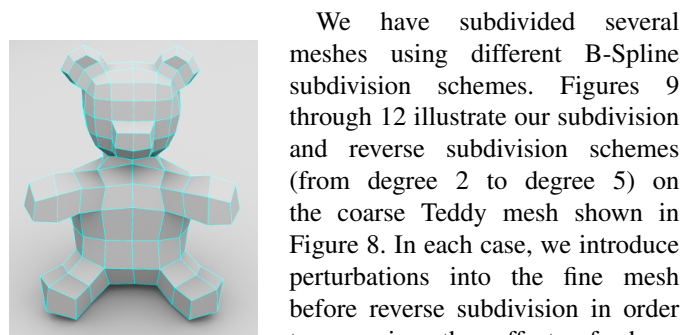 We have subdivided several
meshes using different B-Spline
subdivision schemes. Figures 9
through 12 illustrate our subdivision
and reverse subdivision schemes
(from degree 2 to degree 5) on
the coarse Teddy mesh shown in
Figure 8. In each case, we introduce
perturbations into the fine mesh
before reverse subdivision in order